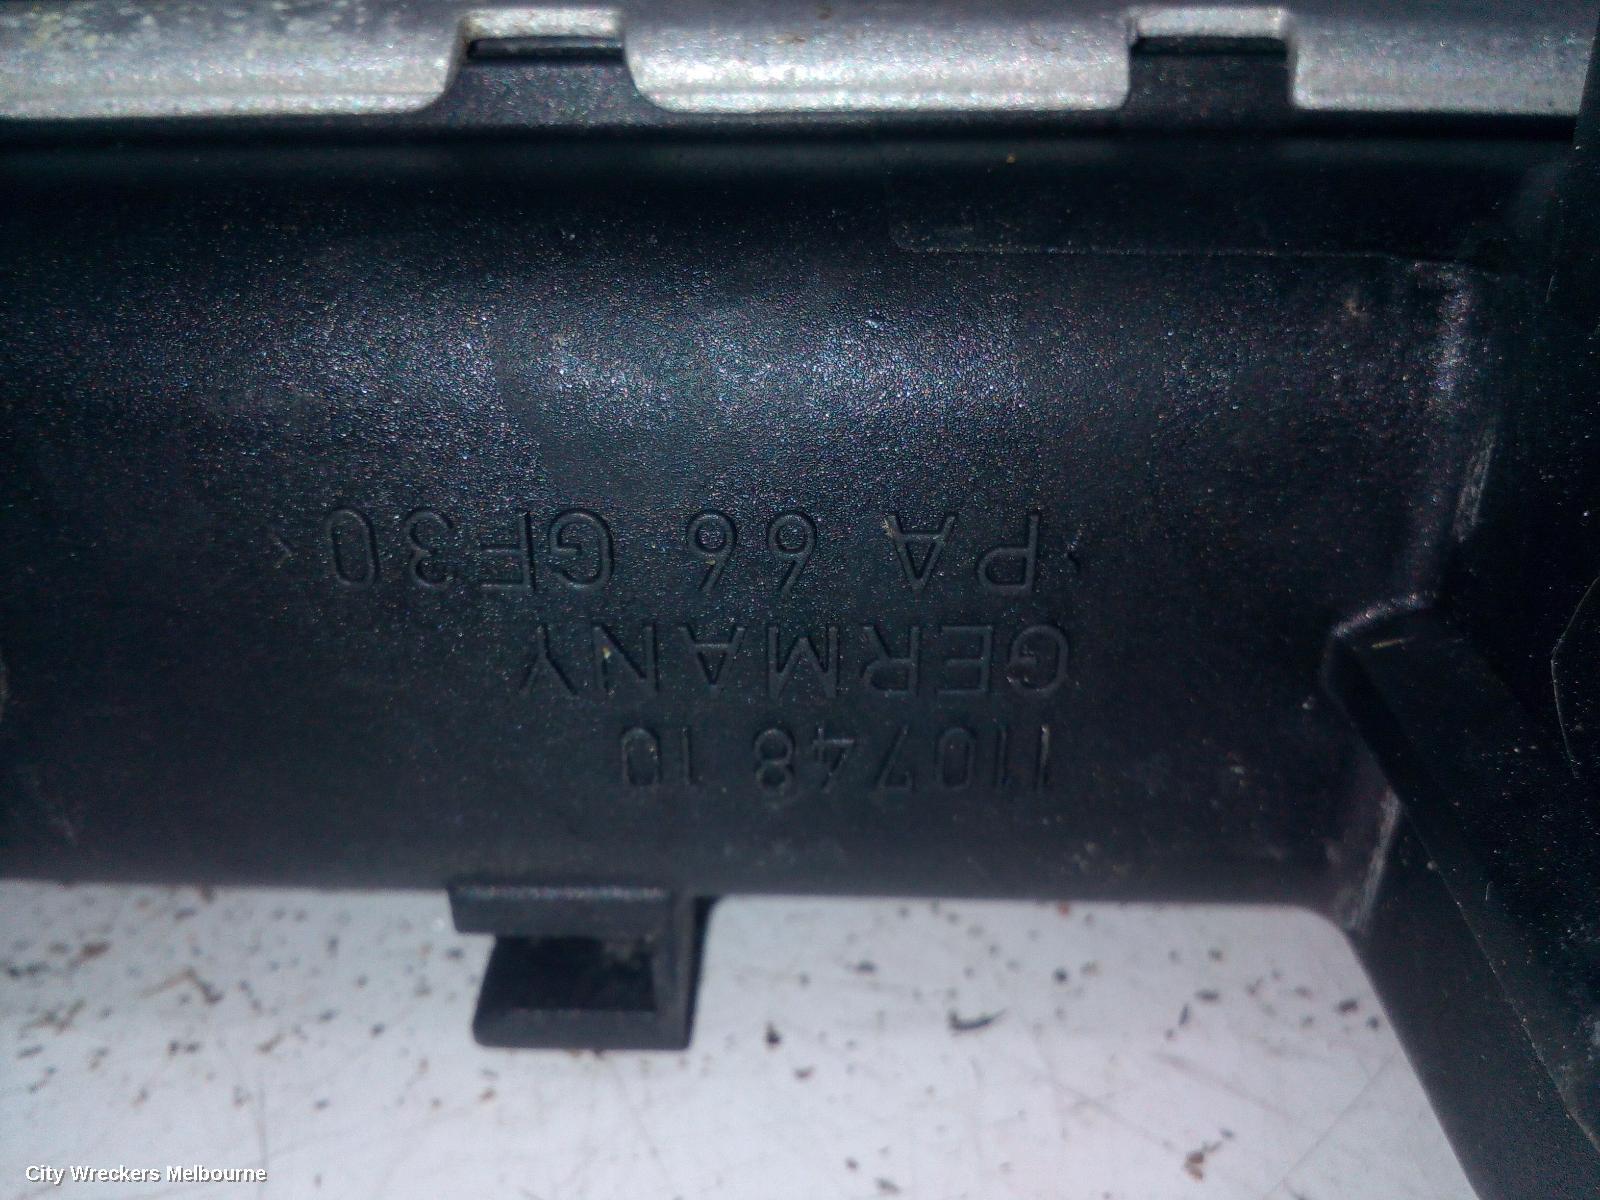 110748 10
GERMANY
>PA 66 GF30<
City Wreckers Melbourne